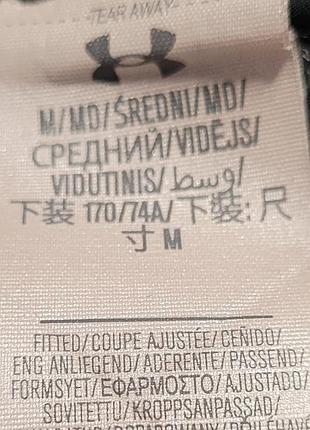 TEAR AWAY
M/MD/ŚREDNI/MD/
СРЕДНИЙ/VIDĒJS/
VIDUTINIS/وسط/
下装 170/74A/下裝: 尺
寸 M
FITTED/COUPE AJUSTÉE/CEÑIDO/
ENG ANLIEGEND/ADERENTE/PASSEND/
FORMSYET/ΕΦΑΡΜΟΣΤΟ/AJUSTADO/
SOVITETTU/KROPPSANPASSAD/